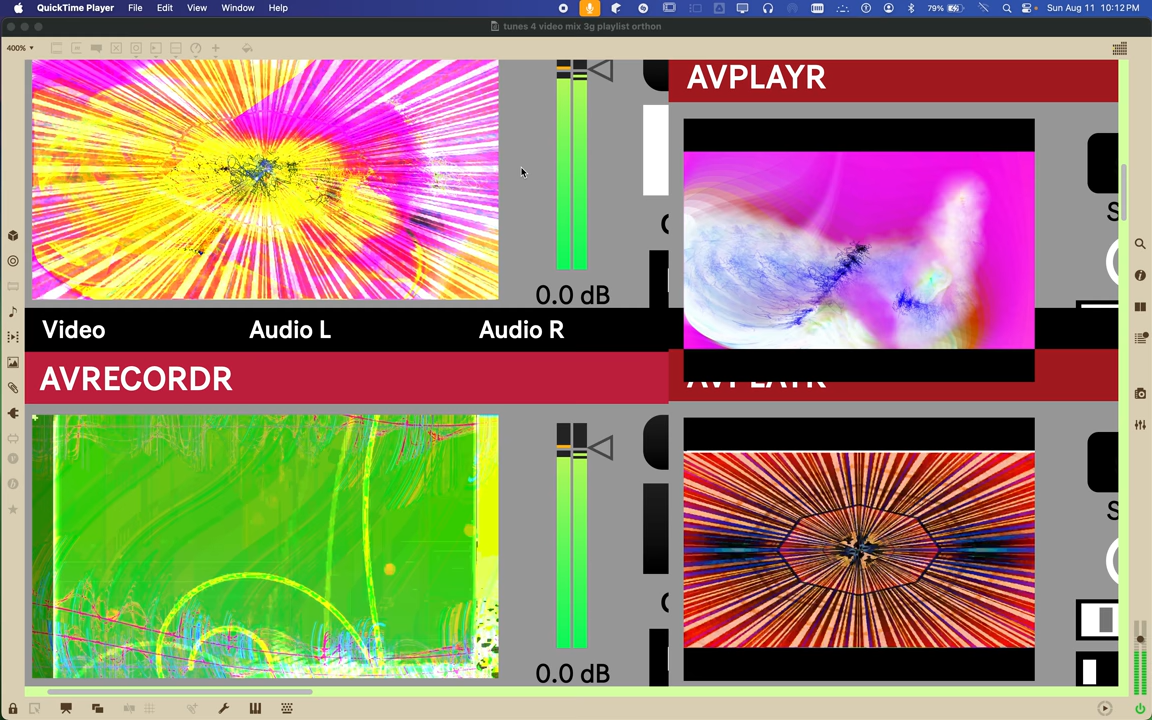 QuickTime Player File Edit View Window Help 79% Sun Aug 11 10:12 PM
tunes 4 video mix 3g playlist orthon
400%
AVPLAYR
0.0 dB
Video Audio L Audio R
AVRECORDR
0.0 dB